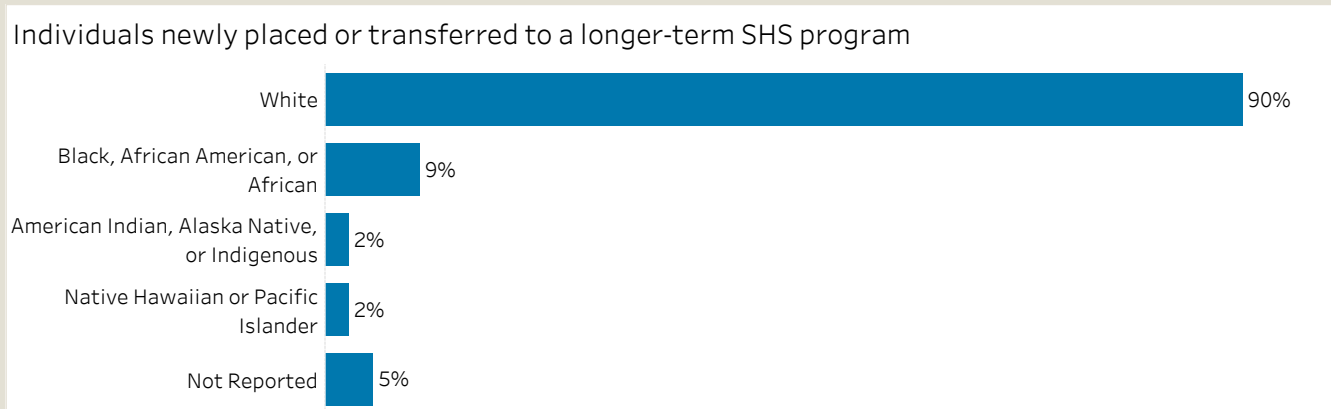 Individuals newly placed or transferred to a longer-term SHS program
White
90%
Black, African American, or
African
9%
American Indian, Alaska Native,
or Indigenous
2%
Native Hawaiian or Pacific
Islander
2%
Not Reported
5%